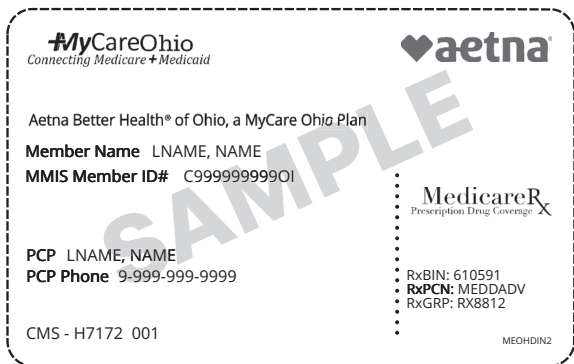 MyCareOhio
Connecting Medicare + Medicaid
aetna®
Aetna Better Health® of Ohio, a MyCare Ohio Plan
Member Name LNAME, NAME
MMIS Member ID# C999999999OI
SAMPLE
MedicareRx
Prescription Drug Coverage
PCP LNAME, NAME
PCP Phone 9-999-999-9999
RxBIN: 610591
RxPCN: MEDDADV
RxGRP: RX8812
CMS - H7172 001
MEOHDIN2